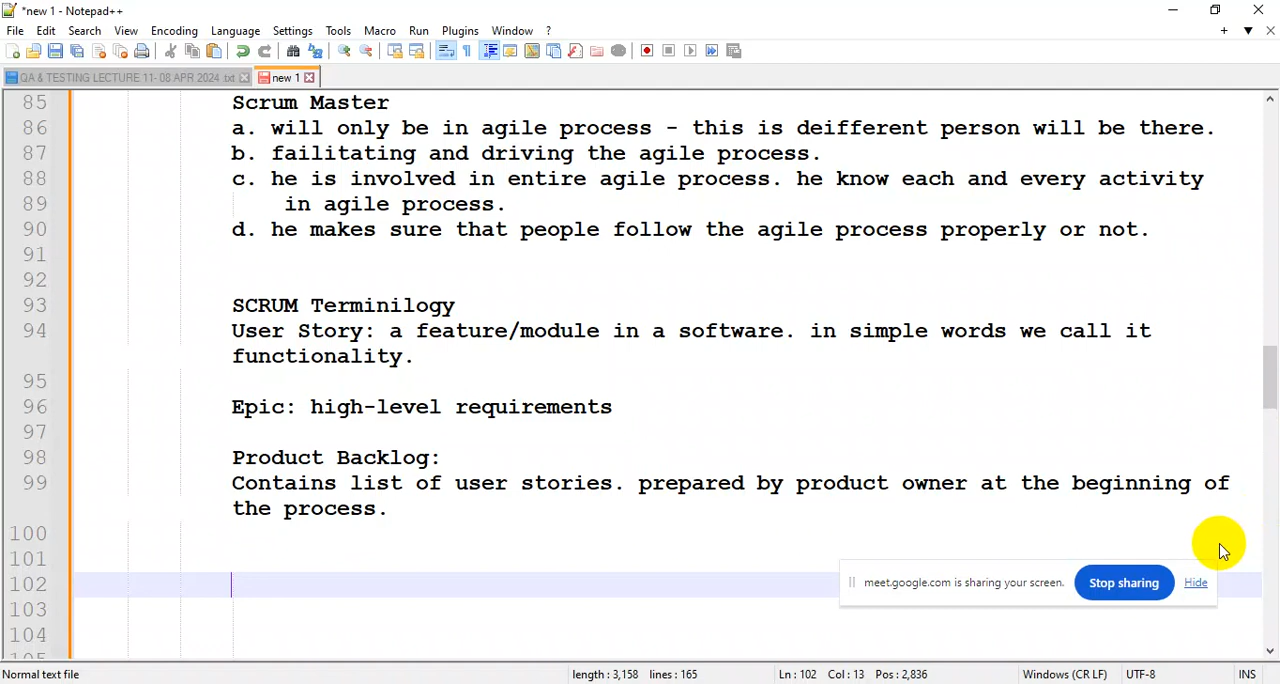 *new 1 - Notepad++
File Edit Search View Encoding Language Settings Tools Macro Run Plugins Window ?
QA & TESTING LECTURE 11- 08 APR 2024 .txt new 1
85 Scrum Master
86 a. will only be in agile process - this is deifferent person will be there.
87 b. failitating and driving the agile process.
88 c. he is involved in entire agile process. he know each and every activity
89 in agile process.
90 d. he makes sure that people follow the agile process properly or not.
91
92
93 SCRUM Terminilogy
94 User Story: a feature/module in a software. in simple words we call it
functionality.
95
96 Epic: high-level requirements
97
98 Product Backlog:
99 Contains list of user stories. prepared by product owner at the beginning of
the process.
100
101
102
meet.google.com is sharing your screen. Stop sharing Hide
103
104
105
Normal text file length : 3,158 lines : 165 Ln : 102 Col : 13 Pos : 2,836 Windows (CR LF) UTF-8 INS